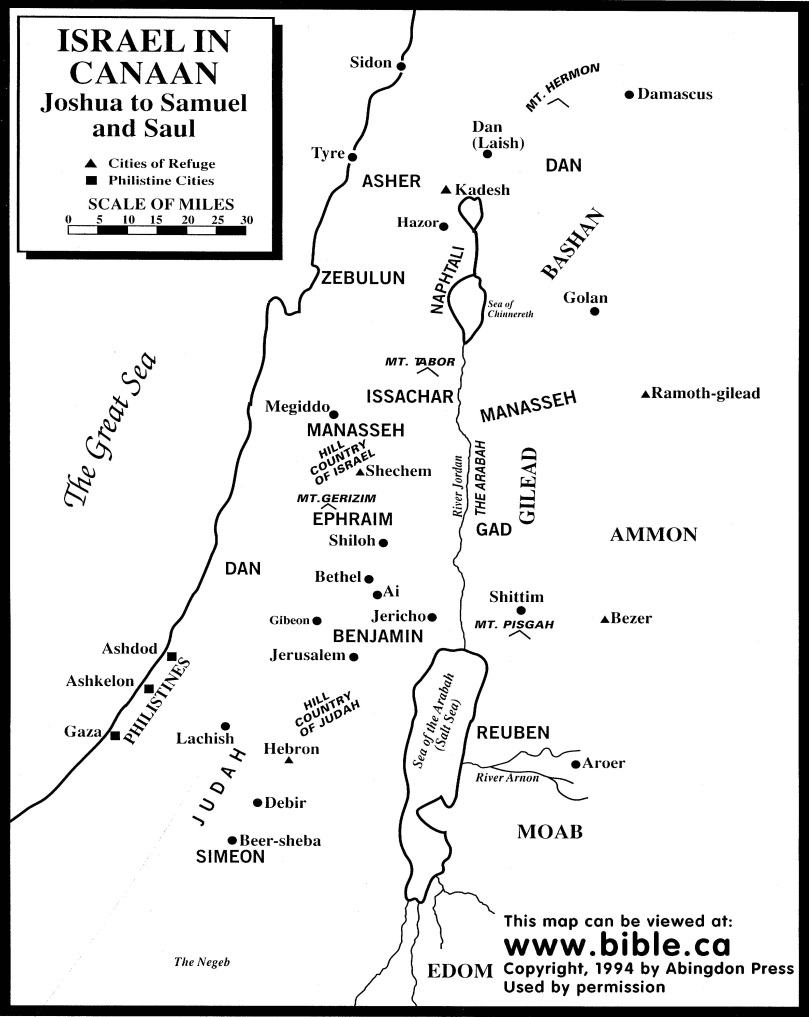 ISRAEL IN
CANAAN
Joshua to Samuel
and Saul
Cities of Refuge
Philistine Cities
SCALE OF MILES
0 5 10 15 20 25 30
Sidon
MT. HERMON
Damascus
Dan
(Laish)
Tyre
DAN
ASHER
Kadesh
Hazor
BASHAN
NAPHTALI
ZEBULUN
Golan
Sea of
Chinnereth
The Great Sea
MT. TABOR
ISSACHAR
MANASSEH
Ramoth-gilead
Megiddo
MANASSEH
HILL
COUNTRY
OF ISRAEL
Shechem
River Jordan
THE ARABAH
GILEAD
MT. GERIZIM
EPHRAIM
GAD
AMMON
Shiloh
DAN
Bethel
Ai
Shittim
Gibeon
Jericho
MT. PISGAH
Bezer
BENJAMIN
Ashdod
Jerusalem
Ashkelon
PHILISTINES
Gaza
HILL
COUNTRY
OF JUDAH
Sea of the Arabah
(Salt Sea)
Lachish
REUBEN
Hebron
JUDAH
Aroer
River Arnon
Debir
Beer-sheba
MOAB
SIMEON
The Negeb
EDOM
This map can be viewed at:
www.bible.ca
Copyright, 1994 by Abingdon Press
Used by permission